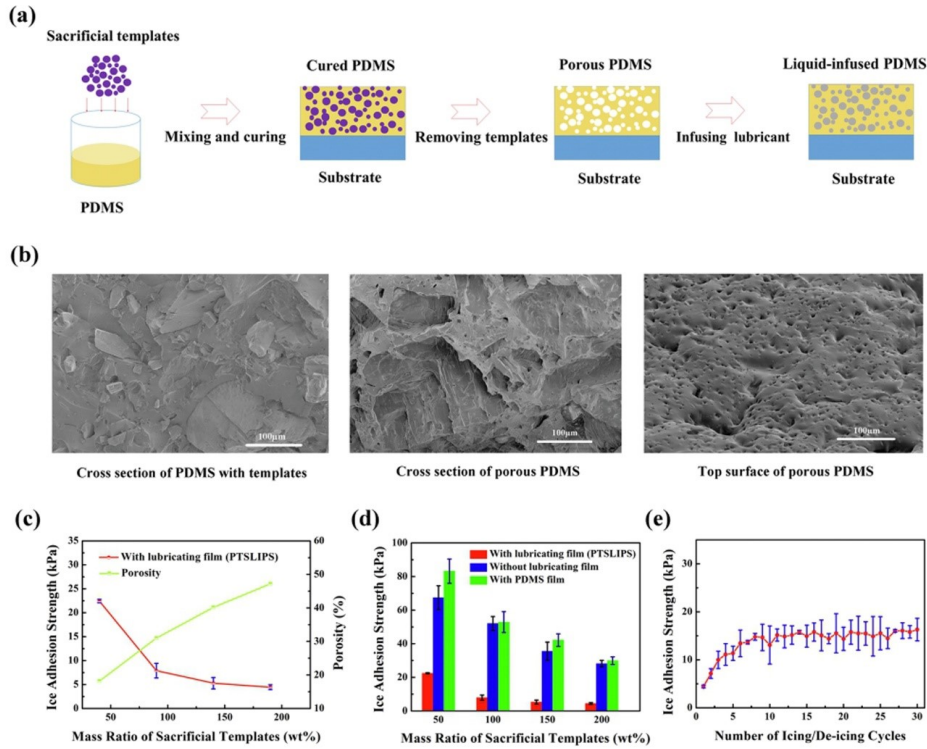 (a)
Sacrificial templates
Cured PDMS
Porous PDMS
Liquid-infused PDMS
Mixing and curing
Removing templates
Infusing lubricant
Substrate
Substrate
Substrate
PDMS
(b)
100μm
100μm
100μm
Cross section of PDMS with templates
Cross section of porous PDMS
Top surface of porous PDMS
(c)
Ice Adhesion Strength (kPa)
35
30
25
20
15
10
5
0
With lubricating film (PTSLIPS)
Porosity
60
50
40
30
20
10
Porosity (%)
50 100 150 200
Mass Ratio of Sacrificial Templates (wt%)
(d)
Ice Adhesion Strength (kPa)
100
80
60
40
20
0
With lubricating film (PTSLIPS)
Without lubricating film
With PDMS film
50 100 150 200
Mass Ratio of Sacrificial Templates (wt%)
(e)
Ice Adhesion Strength (kPa)
30
20
10
0
0 5 10 15 20 25 30
Number of Icing/De-icing Cycles